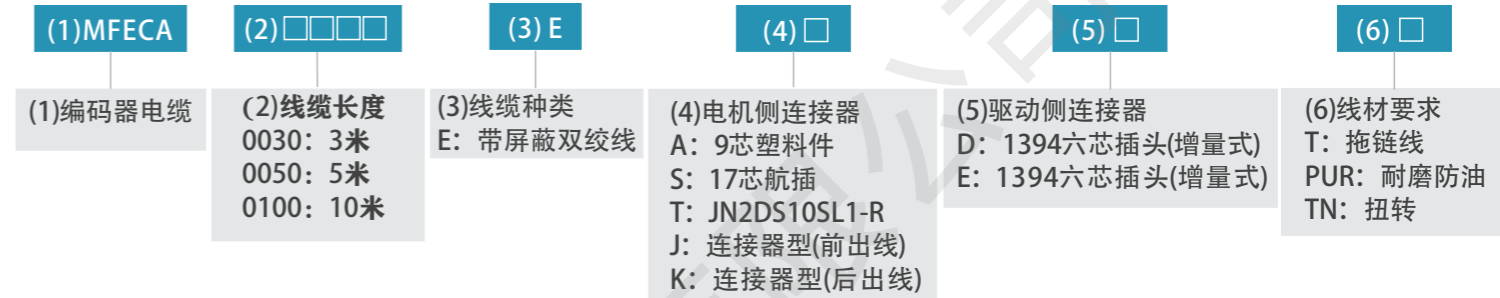 (1)MFECA
(2)□□□□
(3) E
(4) □
(5) □
(6) □
(1)编码器电缆
(2)线缆长度
0030：3米
0050：5米
0100：10米
(3)线缆种类
E：带屏蔽双绞线
(4)电机侧连接器
A：9芯塑料件
S：17芯航插
T：JN2DS10SL1-R
J：连接器型(前出线)
K：连接器型(后出线)
(5)驱动侧连接器
D：1394六芯插头(增量式)
E：1394六芯插头(增量式)
(6)线材要求
T：拖链线
PUR：耐磨防油
TN：扭转
有限公司